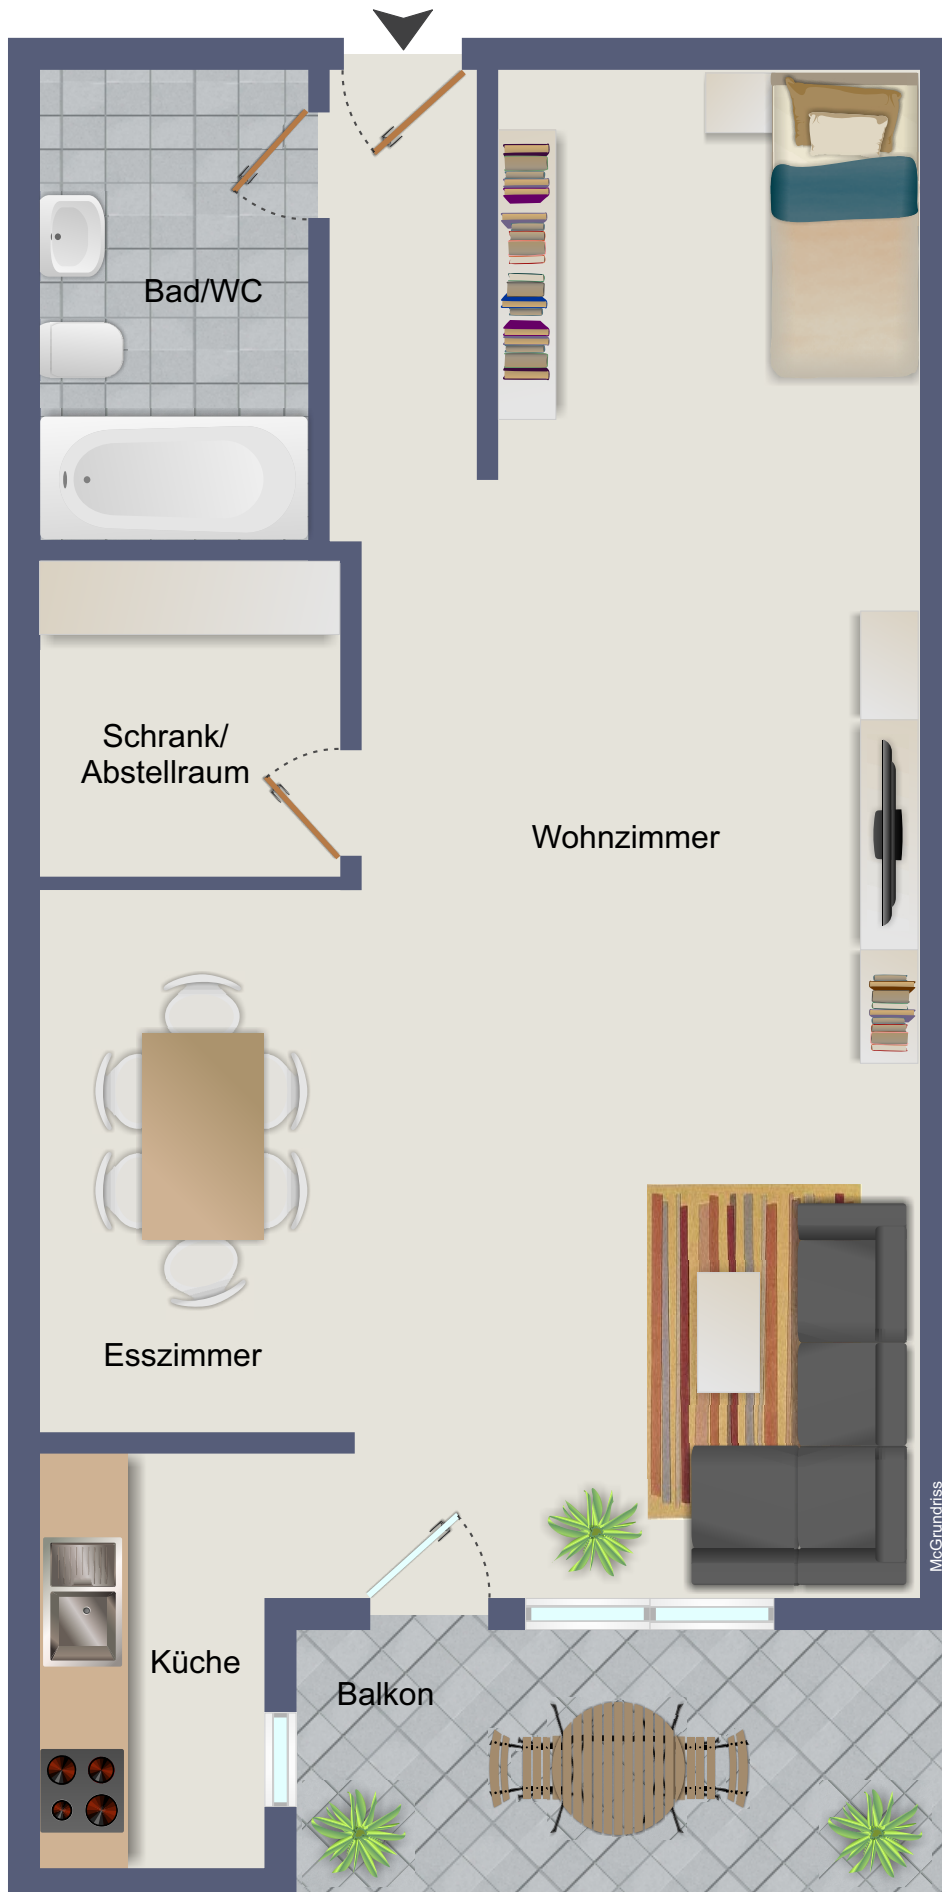 Bad/WC
Schrank/
Abstellraum
Wohnzimmer
Esszimmer
McGrundriss
Küche
Balkon